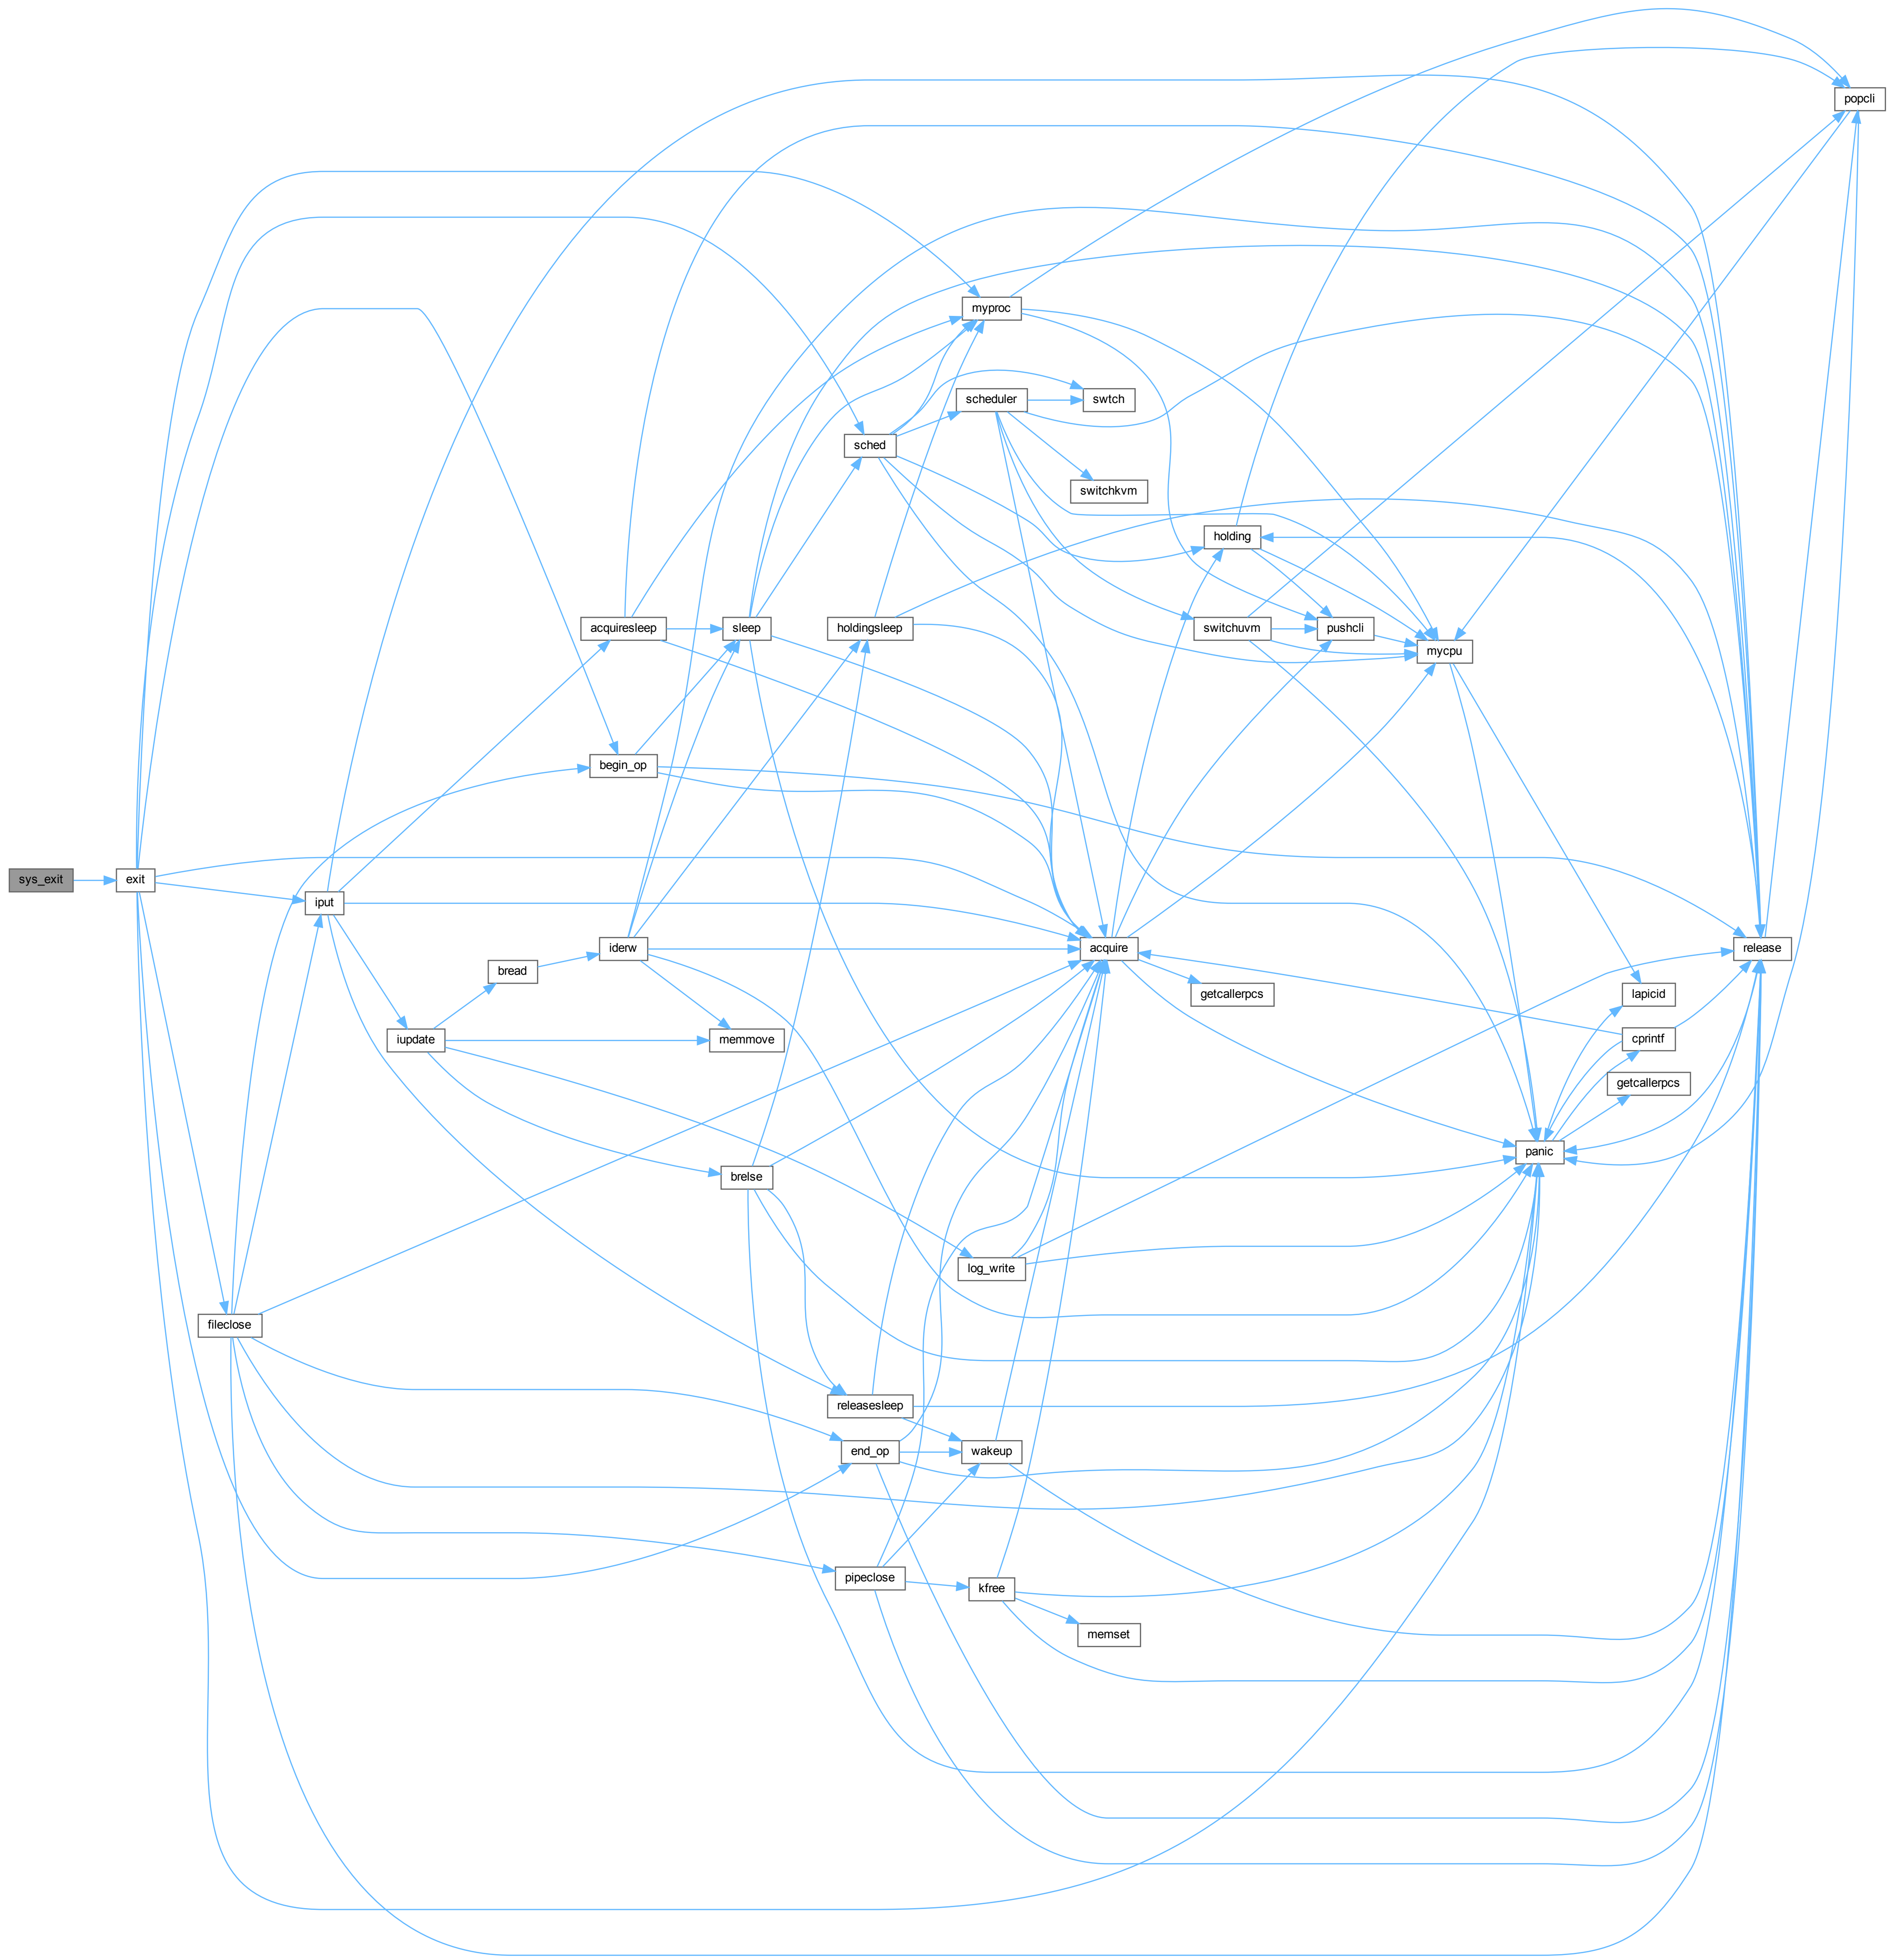 popcli
myproc
scheduler
swtch
sched
switchkvm
holding
acquiresleep
sleep
holdingsleep
switchuvm
pushcli
mycpu
begin_op
sys_exit
exit
iput
iderw
acquire
release
bread
getcallerpcs
lapicid
iupdate
memmove
cprintf
getcallerpcs
panic
brelse
log_write
fileclose
releasesleep
end_op
wakeup
pipeclose
kfree
memset